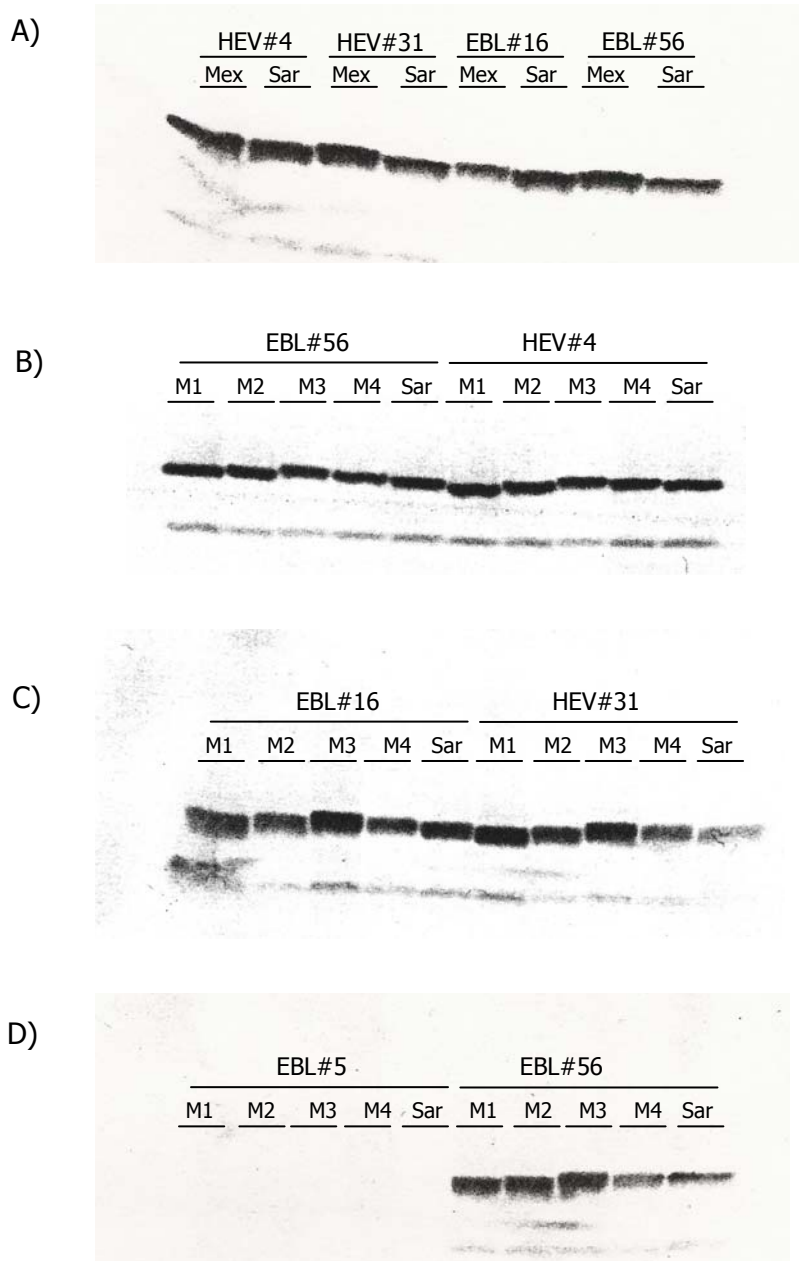 A)
HEV#4 HEV#31 EBL#16 EBL#56
Mex Sar Mex Sar Mex Sar Mex Sar
B)
EBL#56 HEV#4
M1 M2 M3 M4 Sar M1 M2 M3 M4 Sar
C)
EBL#16 HEV#31
M1 M2 M3 M4 Sar M1 M2 M3 M4 Sar
D)
EBL#5 EBL#56
M1 M2 M3 M4 Sar M1 M2 M3 M4 Sar